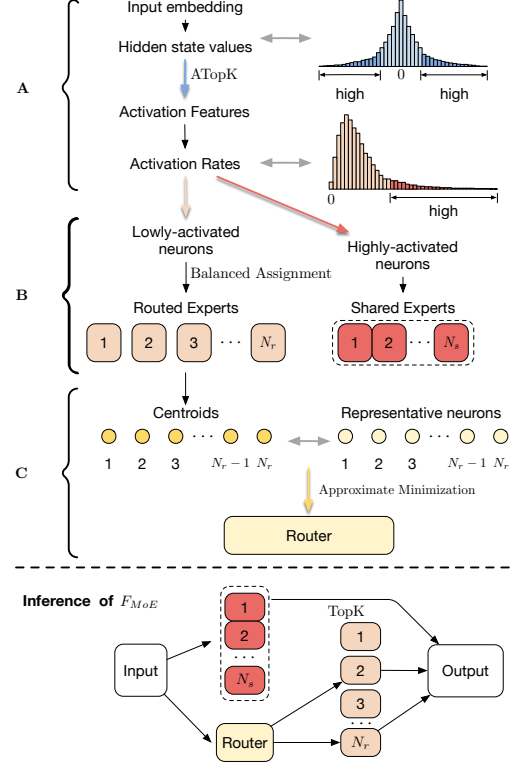 Input embedding
Hidden state values
0
high
high
ATopK
A
Activation Features
Activation Rates
0
high
Lowly-activated
neurons
Highly-activated
neurons
Balanced Assignment
B
Routed Experts
Shared Experts
1 2 3 ··· N_r
1 2 ··· N_s
Centroids
Representative neurons
···
···
C
1 2 3 N_r − 1 N_r
1 2 3 N_r − 1 N_r
Approximate Minimization
Router
Inference of F_MoE
1
2
···
N_s
TopK
1
2
3
···
N_r
Input
Output
Router